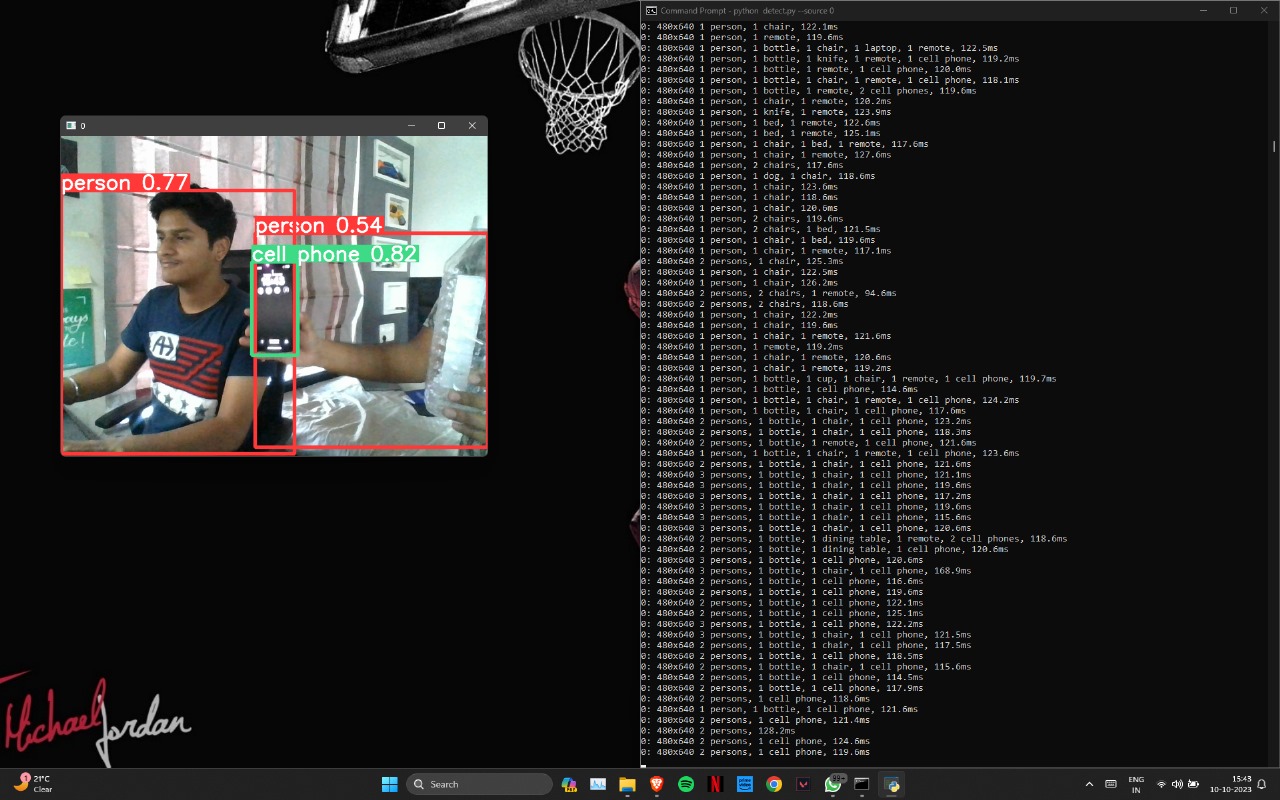 Command Prompt - python detect.py --source 0
0: 480x640 1 person, 1 chair, 122.1ms
0: 480x640 1 person, 1 remote, 119.6ms
0: 480x640 1 person, 1 bottle, 1 chair, 1 laptop, 1 remote, 122.5ms
0: 480x640 1 person, 1 bottle, 1 knife, 1 remote, 1 cell phone, 119.2ms
0: 480x640 1 person, 1 bottle, 1 remote, 1 cell phone, 120.0ms
0: 480x640 1 person, 1 bottle, 1 chair, 1 remote, 1 cell phone, 118.1ms
0: 480x640 1 person, 1 bottle, 1 remote, 2 cell phones, 119.6ms
0: 480x640 1 person, 1 chair, 1 remote, 120.2ms
0: 480x640 1 person, 1 knife, 1 remote, 123.9ms
0: 480x640 1 person, 1 bed, 1 remote, 122.6ms
0: 480x640 1 person, 1 bed, 1 remote, 125.1ms
0: 480x640 1 person, 1 chair, 1 bed, 1 remote, 117.6ms
0: 480x640 1 person, 1 chair, 1 remote, 127.6ms
0: 480x640 1 person, 2 chairs, 117.6ms
0: 480x640 1 person, 1 dog, 1 chair, 118.6ms
0: 480x640 1 person, 1 chair, 123.6ms
0: 480x640 1 person, 1 chair, 118.6ms
0: 480x640 1 person, 1 chair, 120.6ms
0: 480x640 1 person, 2 chairs, 119.6ms
0: 480x640 1 person, 2 chairs, 1 bed, 121.5ms
0: 480x640 1 person, 1 chair, 1 bed, 119.6ms
0: 480x640 1 person, 1 chair, 1 remote, 117.1ms
0: 480x640 2 persons, 1 chair, 125.3ms
0: 480x640 1 person, 1 chair, 122.5ms
0: 480x640 1 person, 1 chair, 126.2ms
0: 480x640 2 persons, 2 chairs, 1 remote, 94.6ms
0: 480x640 2 persons, 2 chairs, 118.6ms
0: 480x640 1 person, 1 chair, 122.2ms
0: 480x640 1 person, 1 chair, 119.6ms
0: 480x640 1 person, 1 chair, 1 remote, 121.6ms
0: 480x640 1 person, 1 remote, 119.2ms
0: 480x640 1 person, 1 chair, 1 remote, 120.6ms
0: 480x640 1 person, 1 chair, 1 remote, 119.2ms
0: 480x640 1 person, 1 bottle, 1 cup, 1 chair, 1 remote, 1 cell phone, 119.7ms
0: 480x640 1 person, 1 bottle, 1 cell phone, 114.6ms
0: 480x640 1 person, 1 bottle, 1 chair, 1 remote, 1 cell phone, 124.2ms
0: 480x640 1 person, 1 bottle, 1 chair, 1 cell phone, 117.6ms
0: 480x640 2 persons, 1 bottle, 1 chair, 1 cell phone, 123.2ms
0: 480x640 2 persons, 1 bottle, 1 chair, 1 cell phone, 118.3ms
0: 480x640 2 persons, 1 bottle, 1 remote, 1 cell phone, 121.6ms
0: 480x640 1 person, 1 bottle, 1 chair, 1 remote, 1 cell phone, 123.6ms
0: 480x640 2 persons, 1 bottle, 1 chair, 1 cell phone, 121.6ms
0: 480x640 3 persons, 1 bottle, 1 chair, 1 cell phone, 121.1ms
0: 480x640 3 persons, 1 bottle, 1 chair, 1 cell phone, 119.6ms
0: 480x640 3 persons, 1 bottle, 1 chair, 1 cell phone, 117.2ms
0: 480x640 3 persons, 1 bottle, 1 chair, 1 cell phone, 119.6ms
0: 480x640 3 persons, 1 bottle, 1 chair, 1 cell phone, 115.6ms
0: 480x640 3 persons, 1 bottle, 1 chair, 1 cell phone, 120.6ms
0: 480x640 2 persons, 1 bottle, 1 dining table, 1 remote, 2 cell phones, 118.6ms
0: 480x640 2 persons, 1 bottle, 1 dining table, 1 cell phone, 120.6ms
0: 480x640 3 persons, 1 bottle, 1 cell phone, 120.6ms
0: 480x640 3 persons, 1 bottle, 1 chair, 1 cell phone, 168.9ms
0: 480x640 2 persons, 1 bottle, 1 cell phone, 116.6ms
0: 480x640 2 persons, 1 bottle, 1 cell phone, 119.6ms
0: 480x640 3 persons, 1 bottle, 1 cell phone, 122.1ms
0: 480x640 2 persons, 1 bottle, 1 cell phone, 125.1ms
0: 480x640 3 persons, 1 bottle, 1 cell phone, 122.2ms
0: 480x640 3 persons, 1 bottle, 1 chair, 1 cell phone, 121.5ms
0: 480x640 2 persons, 1 bottle, 1 chair, 1 cell phone, 117.5ms
0: 480x640 2 persons, 1 bottle, 1 cell phone, 118.5ms
0: 480x640 2 persons, 1 bottle, 1 chair, 1 cell phone, 115.6ms
0: 480x640 2 persons, 1 bottle, 1 cell phone, 114.5ms
0: 480x640 2 persons, 1 bottle, 1 cell phone, 117.9ms
0: 480x640 2 persons, 1 cell phone, 118.6ms
0: 480x640 1 person, 1 bottle, 1 cell phone, 121.6ms
0: 480x640 2 persons, 1 cell phone, 121.4ms
0: 480x640 2 persons, 128.2ms
0: 480x640 2 persons, 1 cell phone, 124.6ms
0: 480x640 2 persons, 1 cell phone, 119.6ms
0
person 0.77
person 0.54
cell phone 0.82
Michael Jordan
1
21°C
Clear
Search
99+
ENG
IN
15:43
10-10-2023